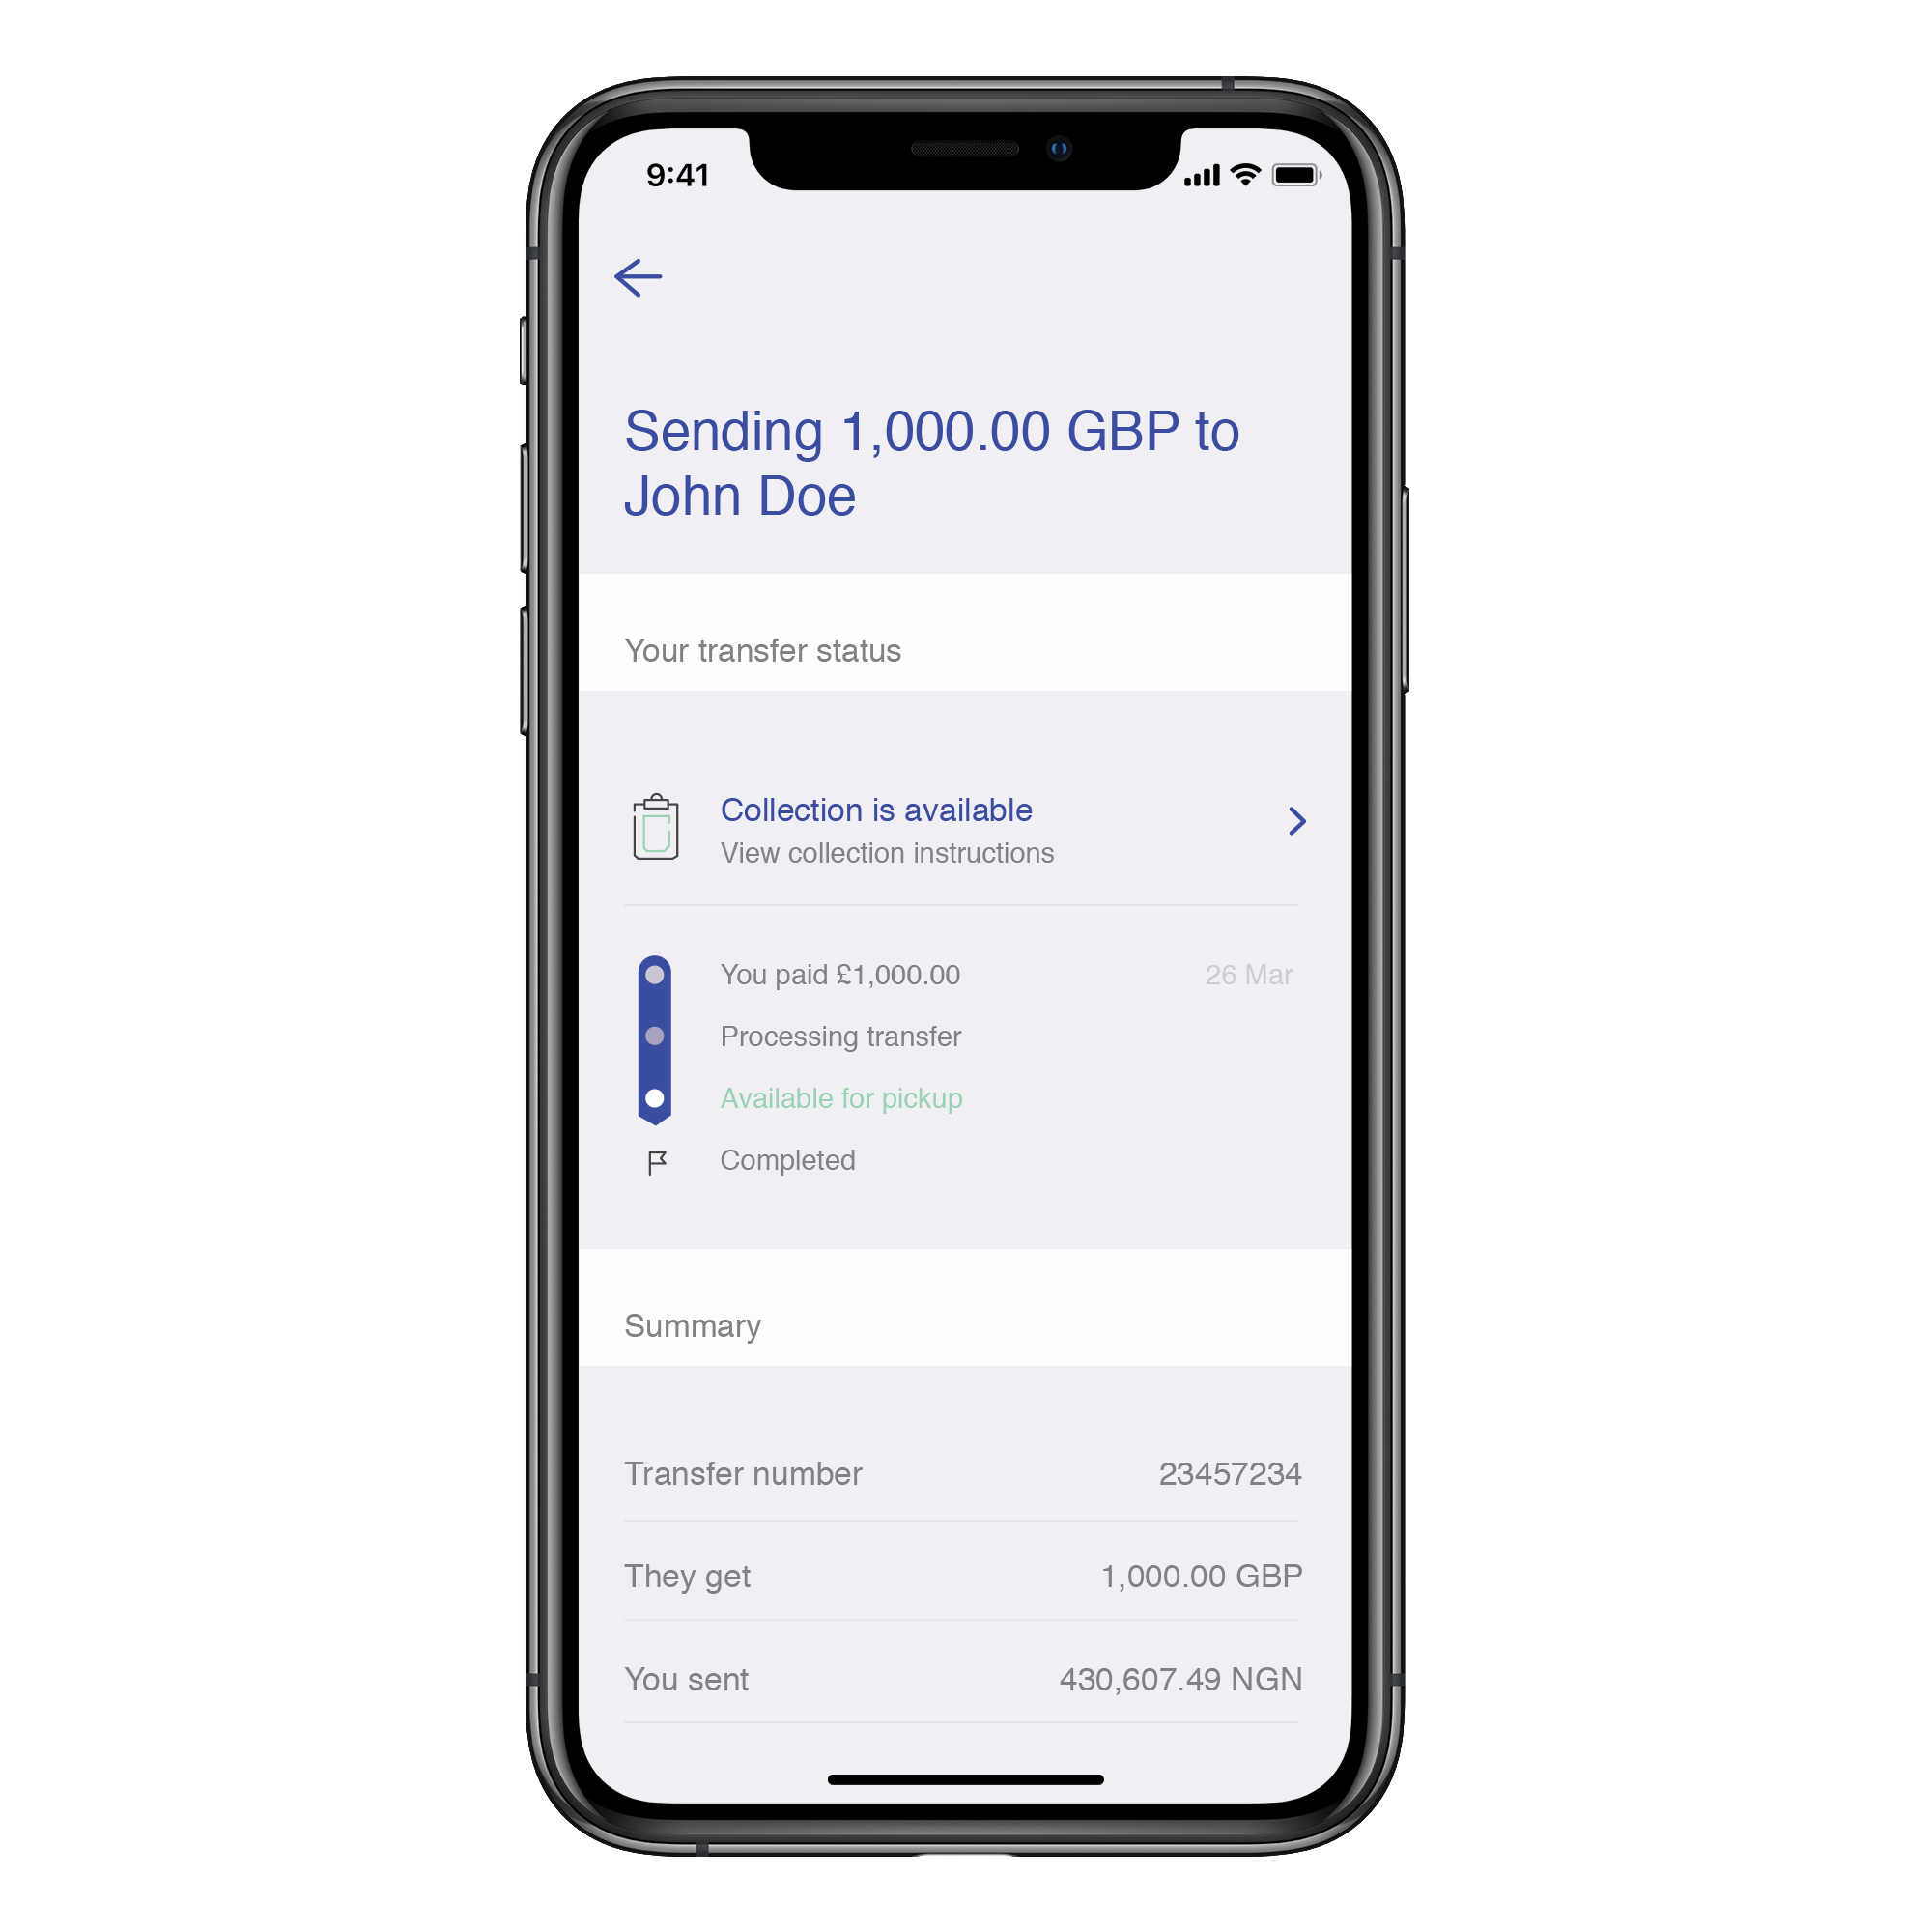 9:41
Sending 1,000.00 GBP to
John Doe
Your transfer status
Collection is available
View collection instructions
You paid £1,000.00 26 Mar
Processing transfer
Available for pickup
Completed
Summary
Transfer number 23457234
They get 1,000.00 GBP
You sent 430,607.49 NGN